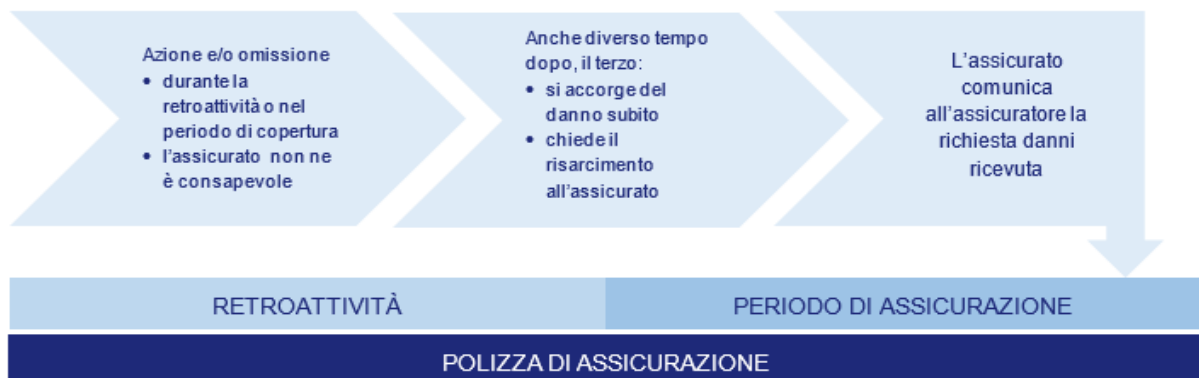 Azione e/o omissione
• durante la
retroattività o nel
periodo di copertura
• l'assicurato non ne
è consapevole
Anche diverso tempo
dopo, il terzo:
• si accorge del
danno subito
• chiede il
risarcimento
all'assicurato
L'assicurato
comunica
all'assicuratore la
richiesta danni
ricevuta
RETROATTIVITÀ
PERIODO DI ASSICURAZIONE
POLIZZA DI ASSICURAZIONE